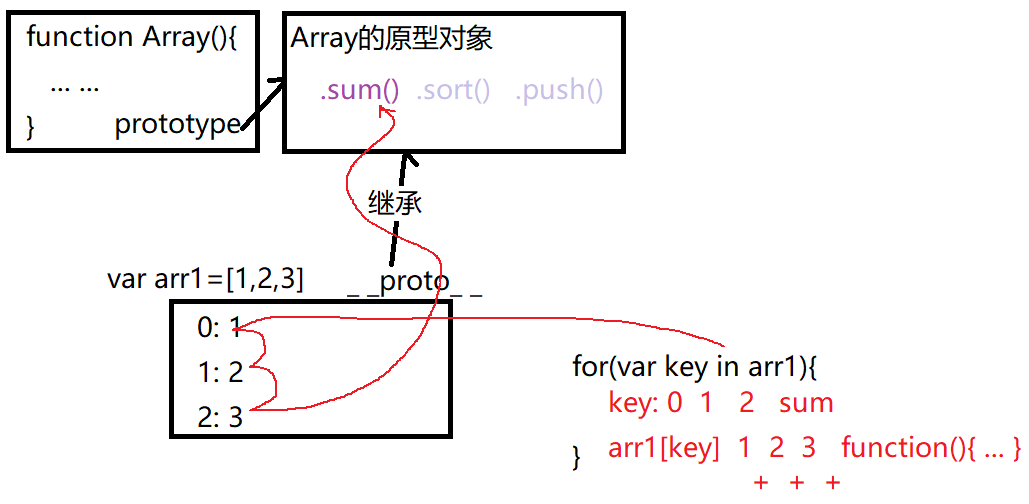 function Array(){
... ...
} prototype
Array的原型对象
.sum() .sort() .push()
继承
var arr1=[1,2,3] _ _proto_ _
0: 1
1: 2
2: 3
for(var key in arr1){
key: 0 1 2 sum
arr1[key] 1 2 3 function(){ ... }
}
+ + +